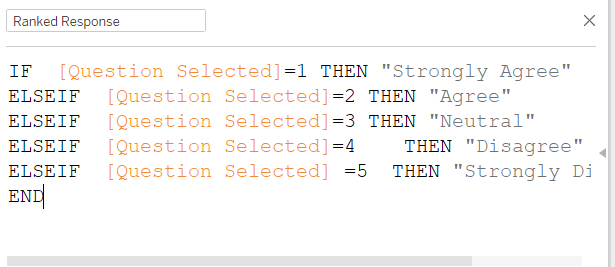 Ranked Response
IF [Question Selected]=1 THEN "Strongly Agree"
ELSEIF [Question Selected]=2 THEN "Agree"
ELSEIF [Question Selected]=3 THEN "Neutral"
ELSEIF [Question Selected]=4 THEN "Disagree"
ELSEIF [Question Selected] =5 THEN "Strongly Di
END